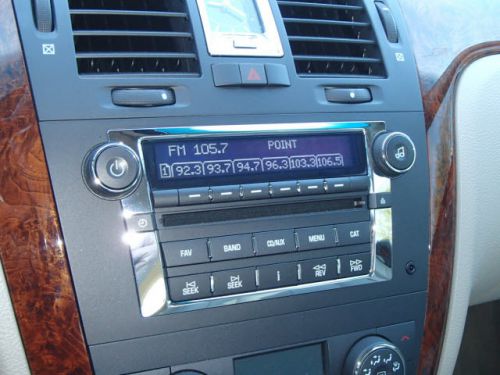 FM 105.7 POINT
1 92.3 93.7 94.7 96.3 103.3 106.5
FAV BAND CD/AUX MENU CAT
SEEK SEEK i REV FWD